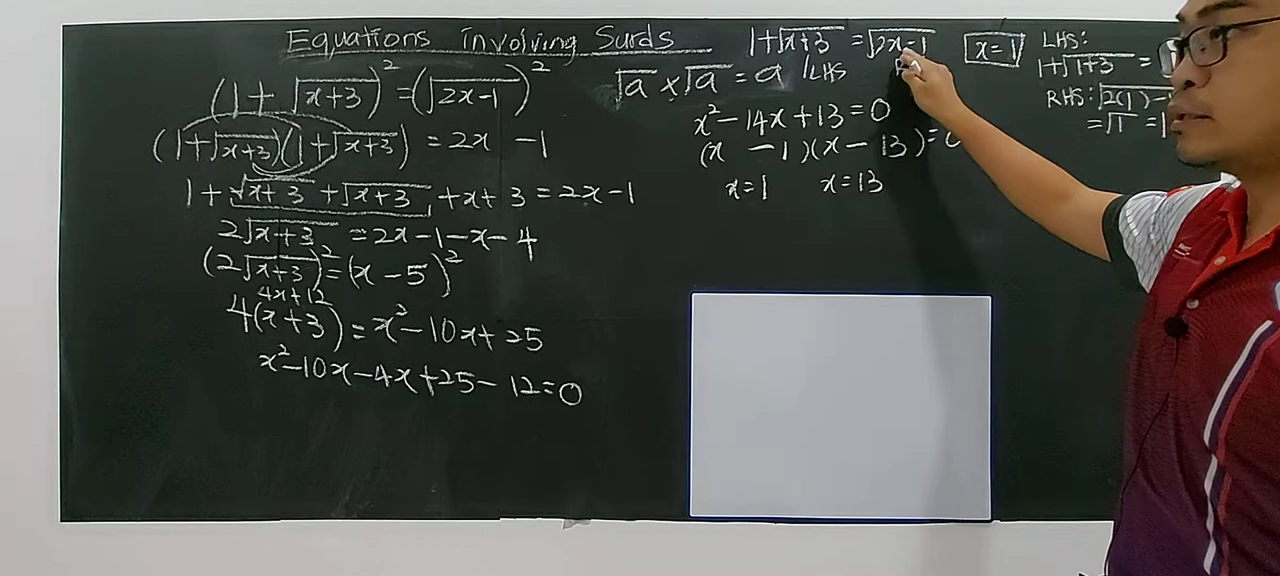 Equations Involving Surds
(1 + √(x+3))² = (√(2x-1))²
(1+√(x+3))(1+√(x+3)) = 2x - 1
1 + √(x+3) + √(x+3) + x + 3 = 2x - 1
2√(x+3) = 2x - 1 - x - 4
(2√(x+3))² = (x - 5)²
4x + 12
4(x + 3) = x² - 10x + 25
x² - 10x - 4x + 25 - 12 = 0
1 + √(x+3) = √(2x-1)
√a × √a = a
LHS
x² - 14x + 13 = 0
(x - 1)(x - 13) = 0
x = 1 x = 13
x = 1
LHS:
1 + √(1+3) =
RHS: √(2(1) -
= √1 = 1